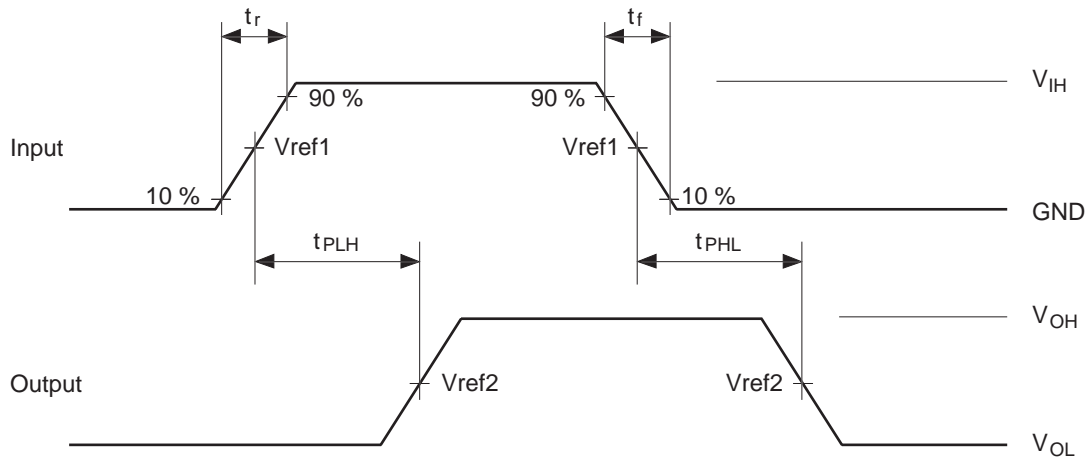 tr
tf
VIH
90 %
90 %
Input
Vref1
Vref1
10 %
10 %
GND
tPLH
tPHL
VOH
Output
Vref2
Vref2
VOL